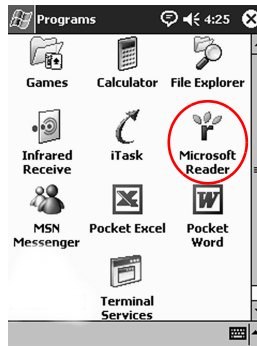 Programs 4:25
Games Calculator File Explorer
Infrared Receive iTask Microsoft Reader
MSN Messenger Pocket Excel Pocket Word
Terminal Services